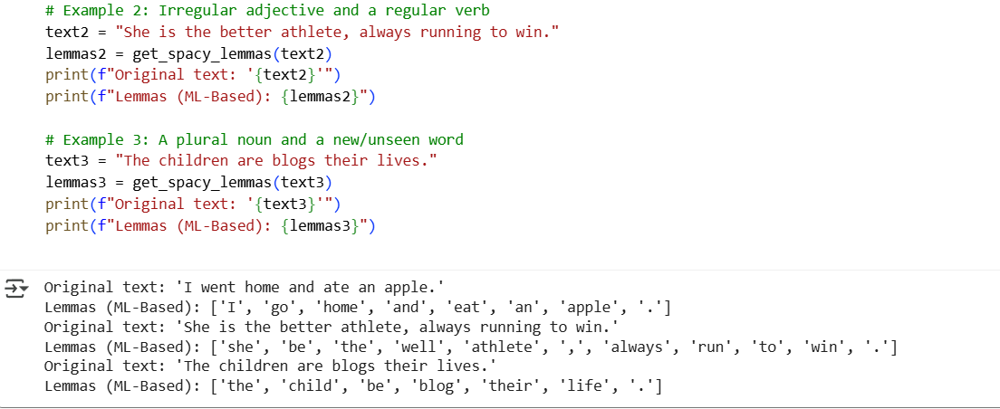 # Example 2: Irregular adjective and a regular verb
text2 = "She is the better athlete, always running to win."
lemmas2 = get_spacy_lemmas(text2)
print(f"Original text: '{text2}'")
print(f"Lemmas (ML-Based): {lemmas2}")
# Example 3: A plural noun and a new/unseen word
text3 = "The children are blogs their lives."
lemmas3 = get_spacy_lemmas(text3)
print(f"Original text: '{text3}'")
print(f"Lemmas (ML-Based): {lemmas3}")
Original text: 'I went home and ate an apple.'
Lemmas (ML-Based): ['I', 'go', 'home', 'and', 'eat', 'an', 'apple', '.']
Original text: 'She is the better athlete, always running to win.'
Lemmas (ML-Based): ['she', 'be', 'the', 'well', 'athlete', ',', 'always', 'run', 'to', 'win', '.']
Original text: 'The children are blogs their lives.'
Lemmas (ML-Based): ['the', 'child', 'be', 'blog', 'their', 'life', '.']